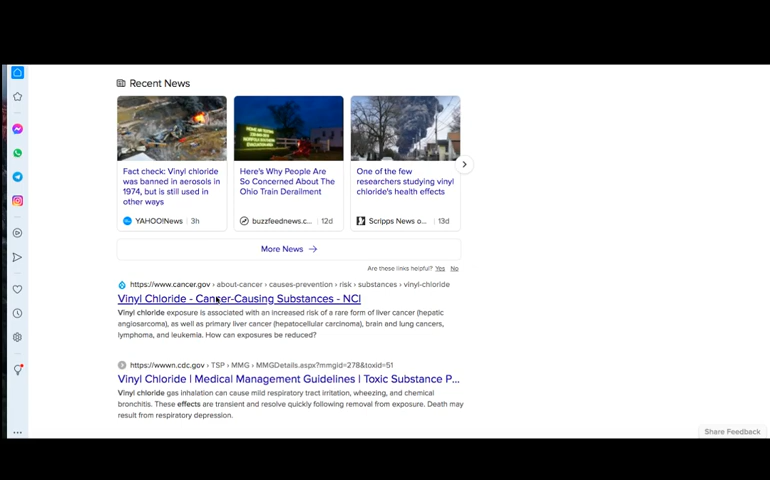 Recent News
Fact check: Vinyl chloride
was banned in aerosols in
1974, but is still used in
other ways
YAHOO!News 3h
Here's Why People Are
So Concerned About The
Ohio Train Derailment
buzzfeednews.c... 12d
One of the few
researchers studying vinyl
chloride's health effects
Scripps News o... 13d
More News →
Are these links helpful? Yes No
https://www.cancer.gov › about-cancer › causes-prevention › risk › substances › vinyl-chloride
Vinyl Chloride - Cancer-Causing Substances - NCI
Vinyl chloride exposure is associated with an increased risk of a rare form of liver cancer (hepatic
angiosarcoma), as well as primary liver cancer (hepatocellular carcinoma), brain and lung cancers,
lymphoma, and leukemia. How can exposures be reduced?
https://wwwn.cdc.gov › TSP › MMG › MMGDetails.aspx?mmgid=278&toxid=51
Vinyl Chloride | Medical Management Guidelines | Toxic Substance P...
Vinyl chloride gas inhalation can cause mild respiratory tract irritation, wheezing, and chemical
bronchitis. These effects are transient and resolve quickly following removal from exposure. Death may
result from respiratory depression.
Share Feedback